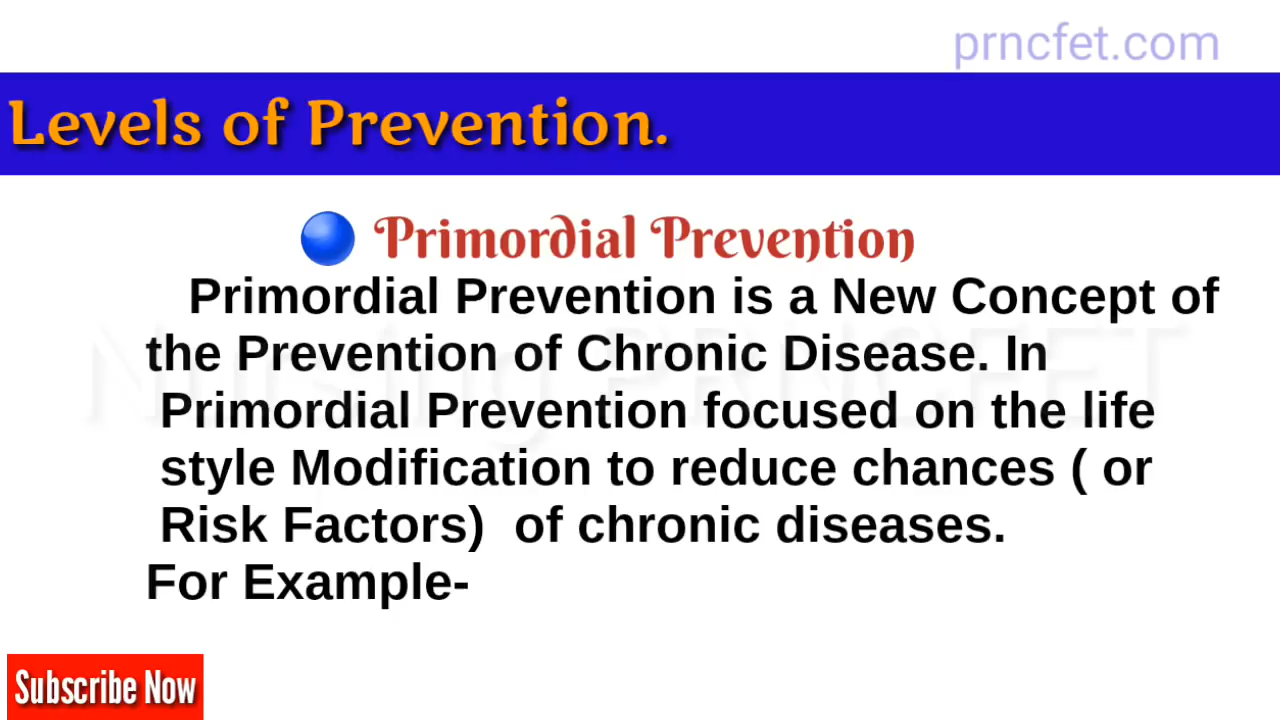 prncfet.com
Levels of Prevention.
Primordial Prevention
Primordial Prevention is a New Concept of
the Prevention of Chronic Disease. In
Primordial Prevention focused on the life
style Modification to reduce chances ( or
Risk Factors) of chronic diseases.
For Example-
Nursing PRNCFET
Subscribe Now